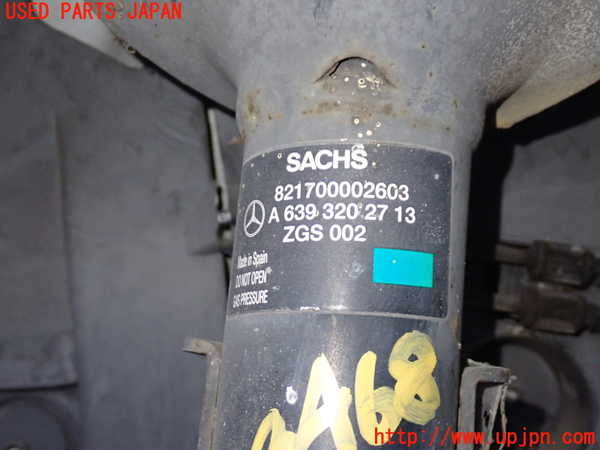 USED PARTS JAPAN
SACHS
821700002603
A 639 320 27 13
ZGS 002
Made in Spain
DO NOT OPEN
GAS PRESSURE
A68
http://www.upjpn.com/